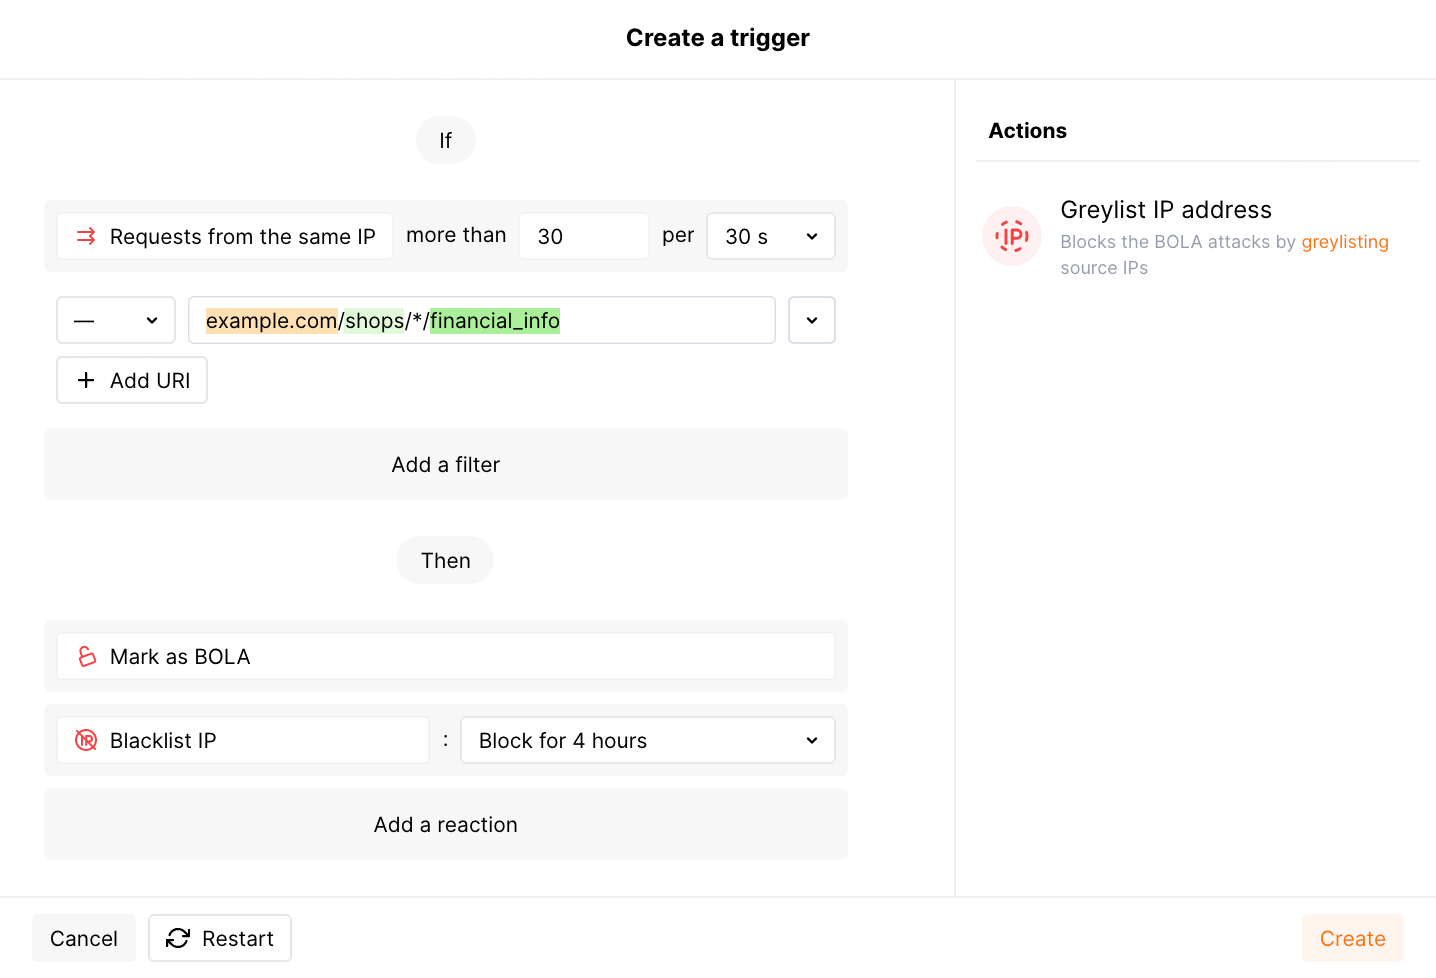 Create a trigger
If
Requests from the same IP more than 30 per 30 s
— example.com/shops/*/financial_info
+ Add URI
Add a filter
Then
Mark as BOLA
Blacklist IP : Block for 4 hours
Add a reaction
Actions
IP
Greylist IP address
Blocks the BOLA attacks by greylisting
source IPs
Cancel
Restart
Create